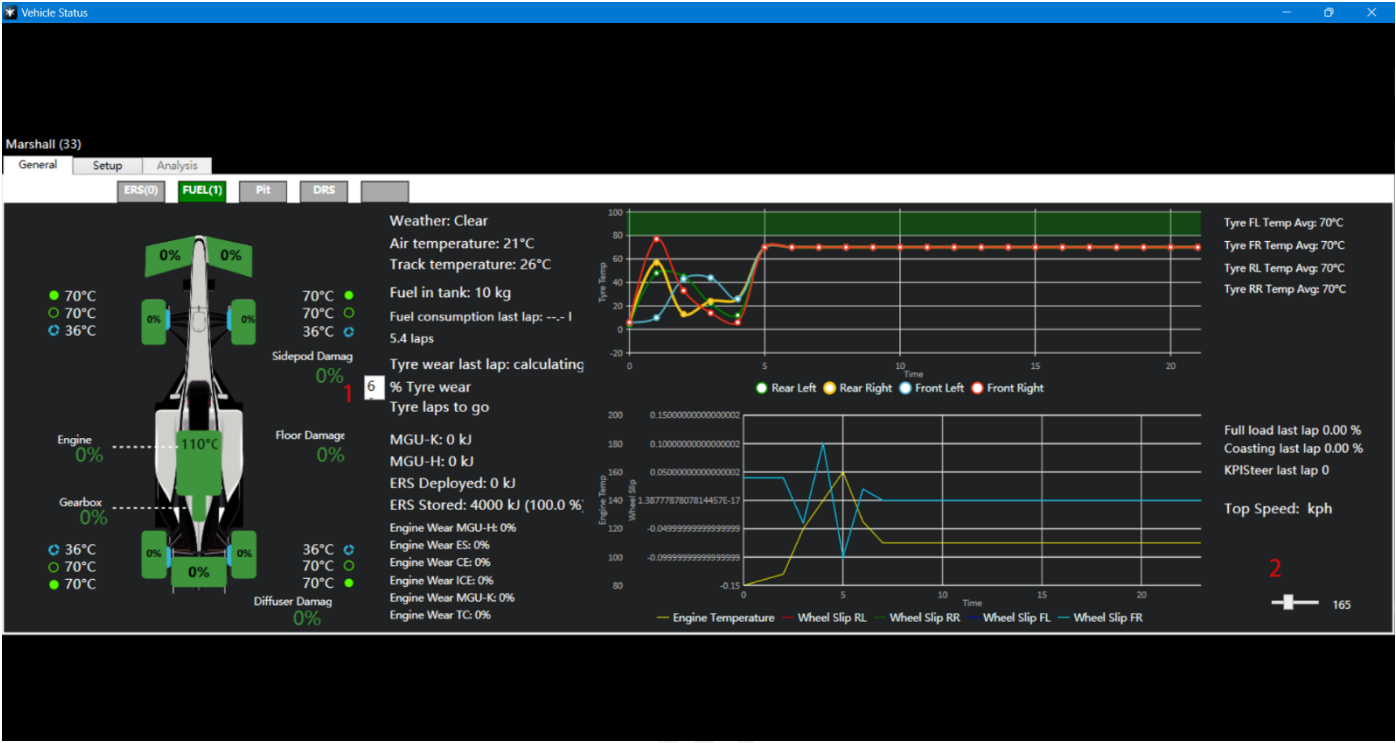 Vehicle Status
Marshall (33)
General Setup Analysis
ERS(0) FUEL(1) Pit DRS
0% 0%
70°C 70°C
70°C 70°C
36°C 36°C
0% 0%
Sidepod Damag
0%
Engine
0%
110°C
Floor Damage
0%
Gearbox
0%
36°C 36°C
70°C 70°C
70°C 70°C
0% 0%
0%
Diffuser Damag
0%
Weather: Clear
Air temperature: 21°C
Track temperature: 26°C
Fuel in tank: 10 kg
Fuel consumption last lap: --.- l
5.4 laps
Tyre wear last lap: calculating
1 6 % Tyre wear
Tyre laps to go
MGU-K: 0 kJ
MGU-H: 0 kJ
ERS Deployed: 0 kJ
ERS Stored: 4000 kJ (100.0 %
Engine Wear MGU-H: 0%
Engine Wear ES: 0%
Engine Wear CE: 0%
Engine Wear ICE: 0%
Engine Wear MGU-K: 0%
Engine Wear TC: 0%
Tyre Temp
100
80
60
40
20
0
-20
0 5 10 15 20
Time
Rear Left Rear Right Front Left Front Right
Tyre FL Temp Avg: 70°C
Tyre FR Temp Avg: 70°C
Tyre RL Temp Avg: 70°C
Tyre RR Temp Avg: 70°C
Engine Temp
Wheel Slip
200 0.15000000000000002
180 0.10000000000000002
160 0.05000000000000002
140 1.3877787807814457E-17
120 -0.04999999999999999
100 -0.09999999999999999
80 -0.15
0 5 10 15 20
Time
Engine Temperature Wheel Slip RL Wheel Slip RR Wheel Slip FL Wheel Slip FR
Full load last lap 0.00 %
Coasting last lap 0.00 %
KPISteer last lap 0
Top Speed: kph
2
165